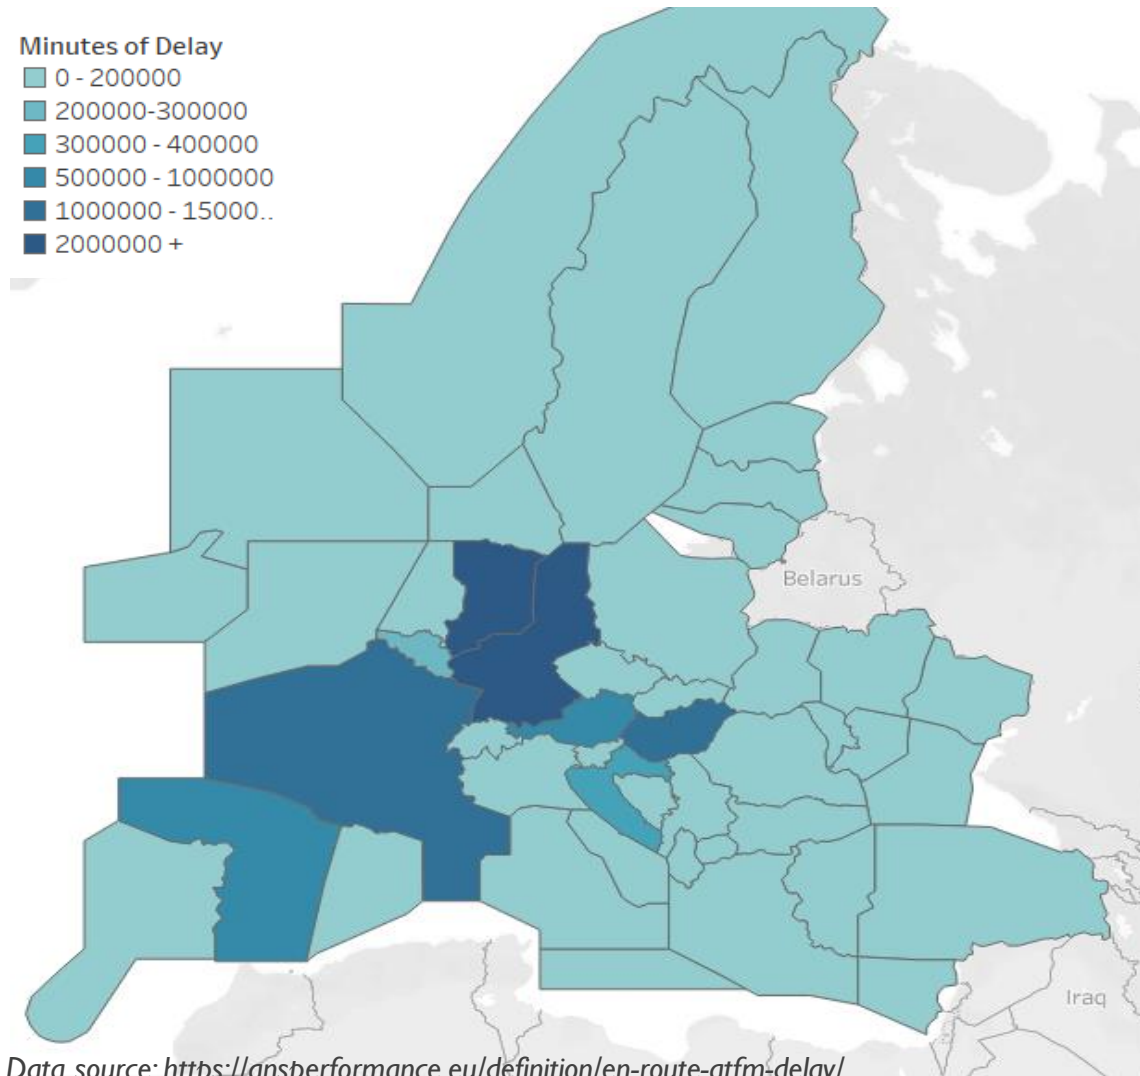 Minutes of Delay
0 - 200000
200000-300000
300000 - 400000
500000 - 1000000
1000000 - 15000..
2000000 +
Belarus
Iraq
Data source: https://ansperformance.eu/definition/en-route-atfm-delay/